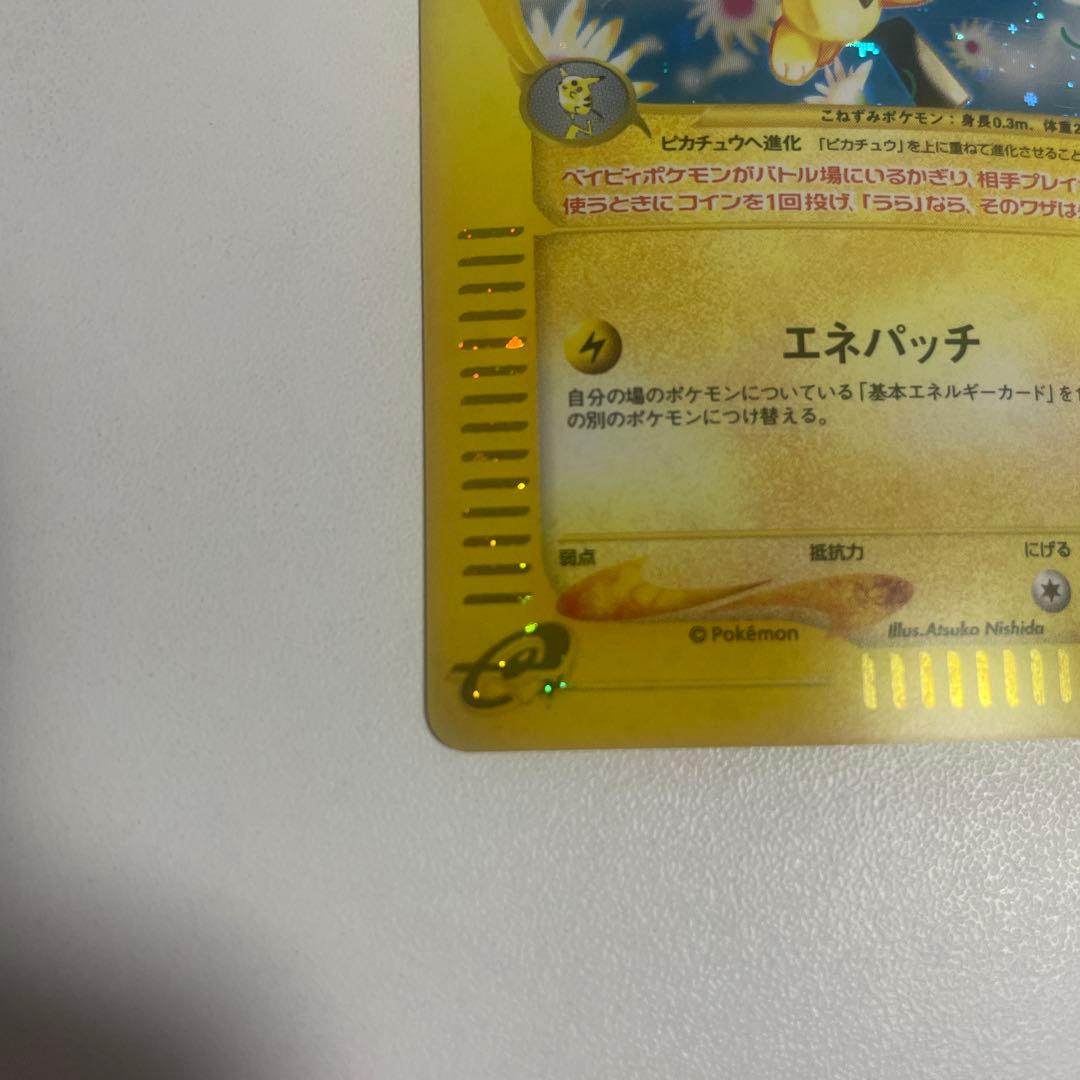 こねずみポケモン：身長0.3m、体重2
ピカチュウへ進化 「ピカチュウ」を上に重ねて進化させること
ベイビィポケモンがバトル場にいるかぎり、相手プレイ
使うときにコインを1回投げ、「うら」なら、そのワザは
エネパッチ
自分の場のポケモンについている「基本エネルギーカード」を
の別のポケモンにつけ替える。
弱点 抵抗力 にげる
© Pokémon Illus. Atsuko Nishida
e